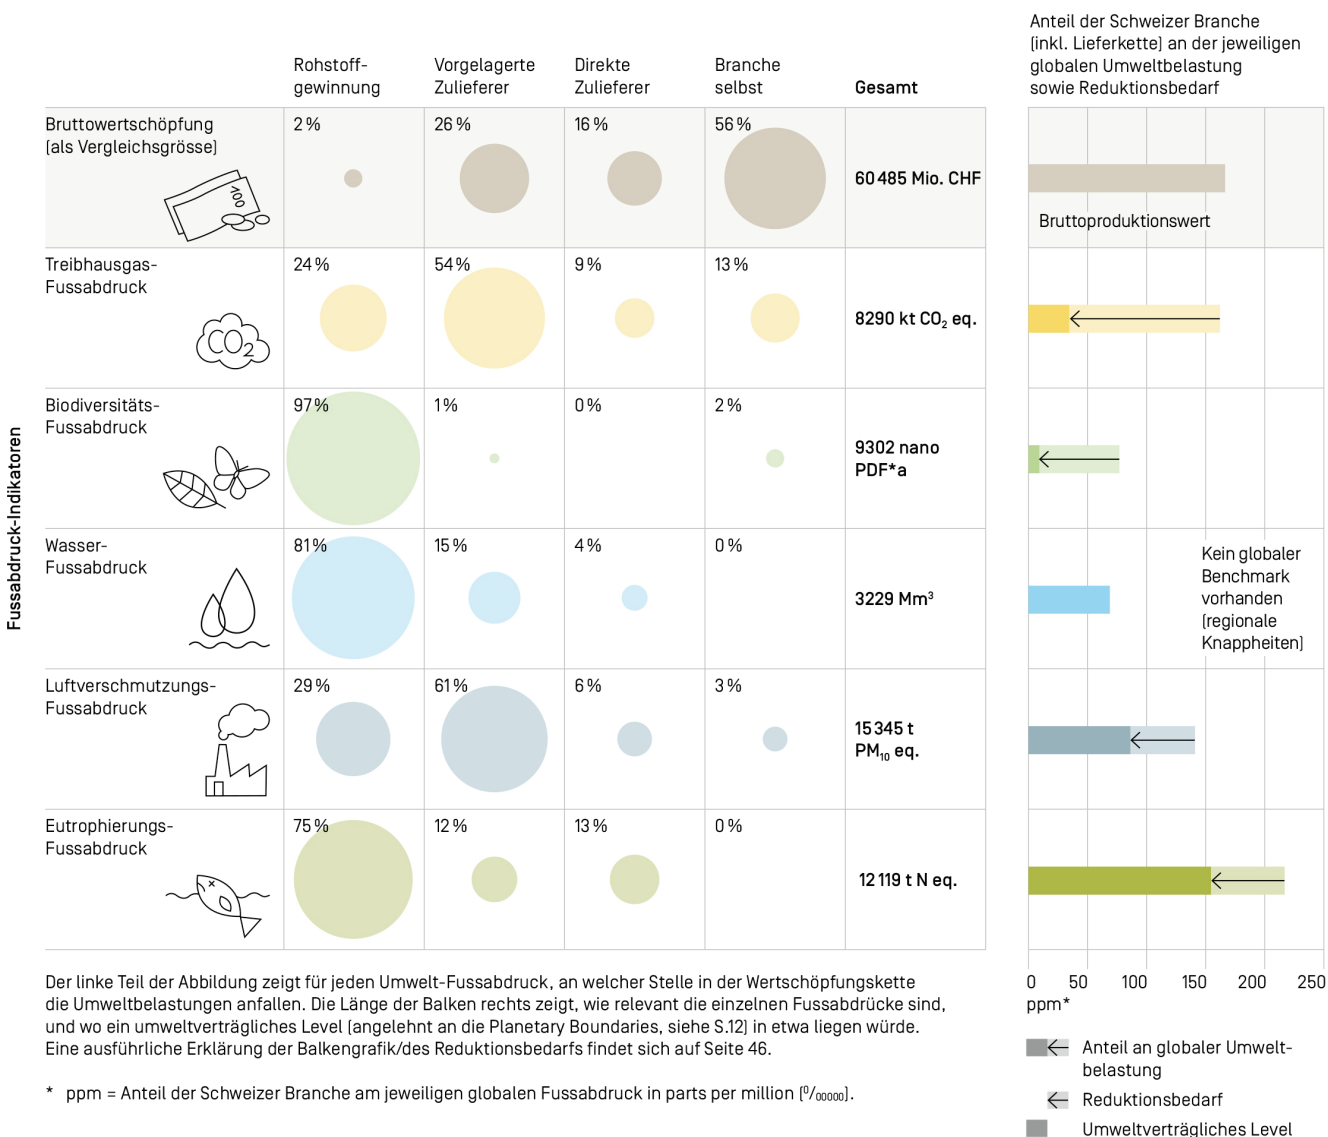 Anteil der Schweizer Branche
(inkl. Lieferkette) an der jeweiligen
globalen Umweltbelastung
sowie Reduktionsbedarf
Rohstoff-
gewinnung
Vorgelagerte
Zulieferer
Direkte
Zulieferer
Branche
selbst
Gesamt
Fussabdruck-Indikatoren
Bruttowertschöpfung
(als Vergleichsgrösse)
100
2 %
26 %
16 %
56 %
60 485 Mio. CHF
Bruttoproduktionswert
Treibhausgas-
Fussabdruck
CO2
24 %
54 %
9 %
13 %
8290 kt CO₂ eq.
Biodiversitäts-
Fussabdruck
97 %
1 %
0 %
2 %
9302 nano
PDF*a
Wasser-
Fussabdruck
81 %
15 %
4 %
0 %
3229 Mm³
Kein globaler
Benchmark
vorhanden
(regionale
Knappheiten)
Luftverschmutzungs-
Fussabdruck
29 %
61 %
6 %
3 %
15 345 t
PM₁₀ eq.
Eutrophierungs-
Fussabdruck
75 %
12 %
13 %
0 %
12 119 t N eq.
0 50 100 150 200 250
ppm*
Anteil an globaler Umwelt-
belastung
Reduktionsbedarf
Umweltverträgliches Level
Der linke Teil der Abbildung zeigt für jeden Umwelt-Fussabdruck, an welcher Stelle in der Wertschöpfungskette
die Umweltbelastungen anfallen. Die Länge der Balken rechts zeigt, wie relevant die einzelnen Fussabdrücke sind,
und wo ein umweltverträgliches Level (angelehnt an die Planetary Boundaries, siehe S.12) in etwa liegen würde.
Eine ausführliche Erklärung der Balkengrafik/des Reduktionsbedarfs findet sich auf Seite 46.
* ppm = Anteil der Schweizer Branche am jeweiligen globalen Fussabdruck in parts per million (⁰/₀₀₀₀₀).